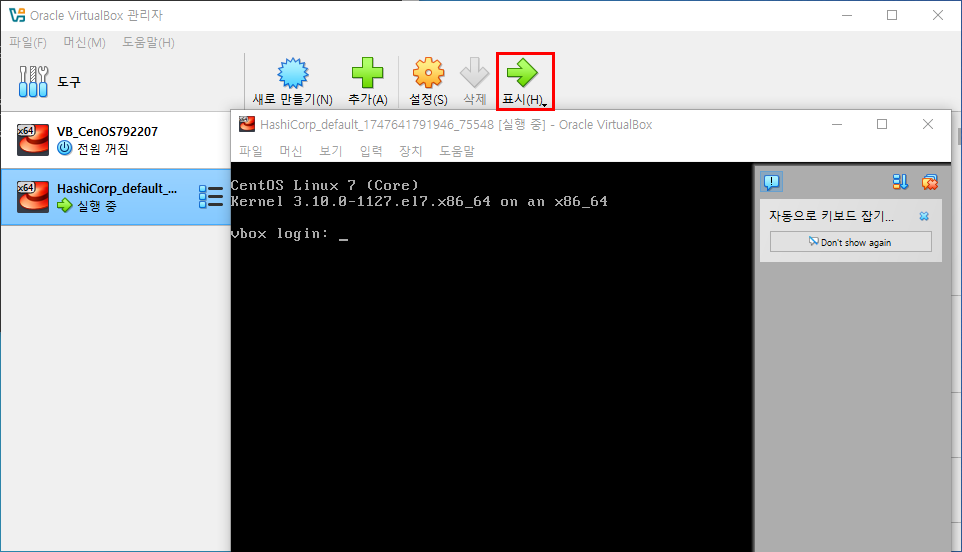 Oracle VirtualBox 관리자
파일(F) 머신(M) 도움말(H)
도구
새로 만들기(N) 추가(A) 설정(S) 삭제 표시(H)
x64
VB_CenOS792207
전원 꺼짐
x64
HashiCorp_default_...
실행 중
HashiCorp_default_1747641791946_75548 [실행 중] - Oracle VirtualBox
파일 머신 보기 입력 장치 도움말
CentOS Linux 7 (Core)
Kernel 3.10.0-1127.el7.x86_64 on an x86_64
vbox login: _
자동으로 키보드 잡기...
Don't show again